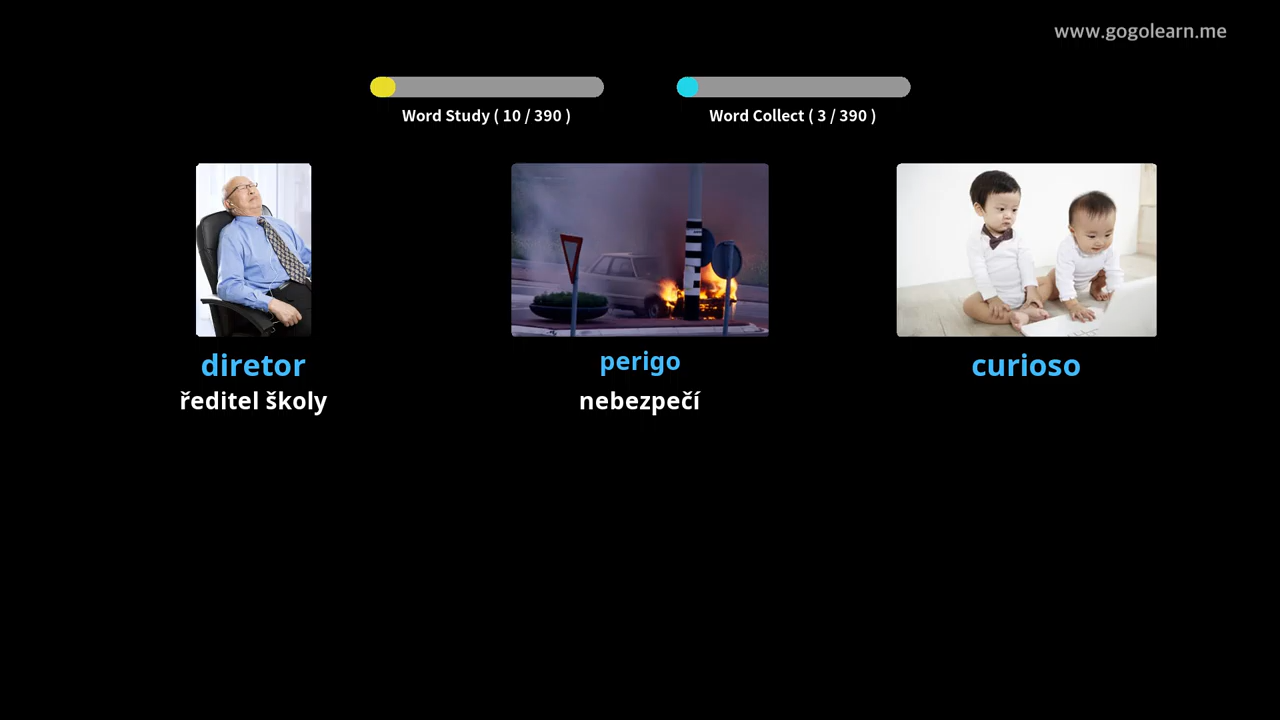 www.gogolearn.me
Word Study ( 10 / 390 )
Word Collect ( 3 / 390 )
diretor
perigo
curioso
ředitel školy
nebezpečí